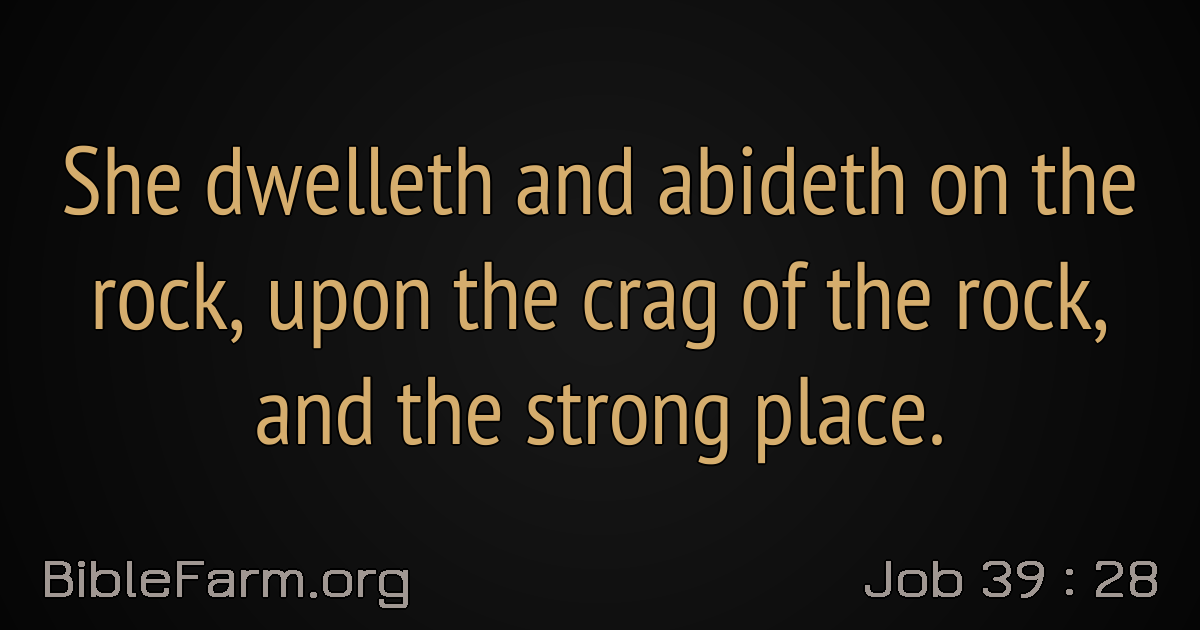 She dwelleth and abideth on the
rock, upon the crag of the rock,
and the strong place.
BibleFarm.org
Job 39 : 28